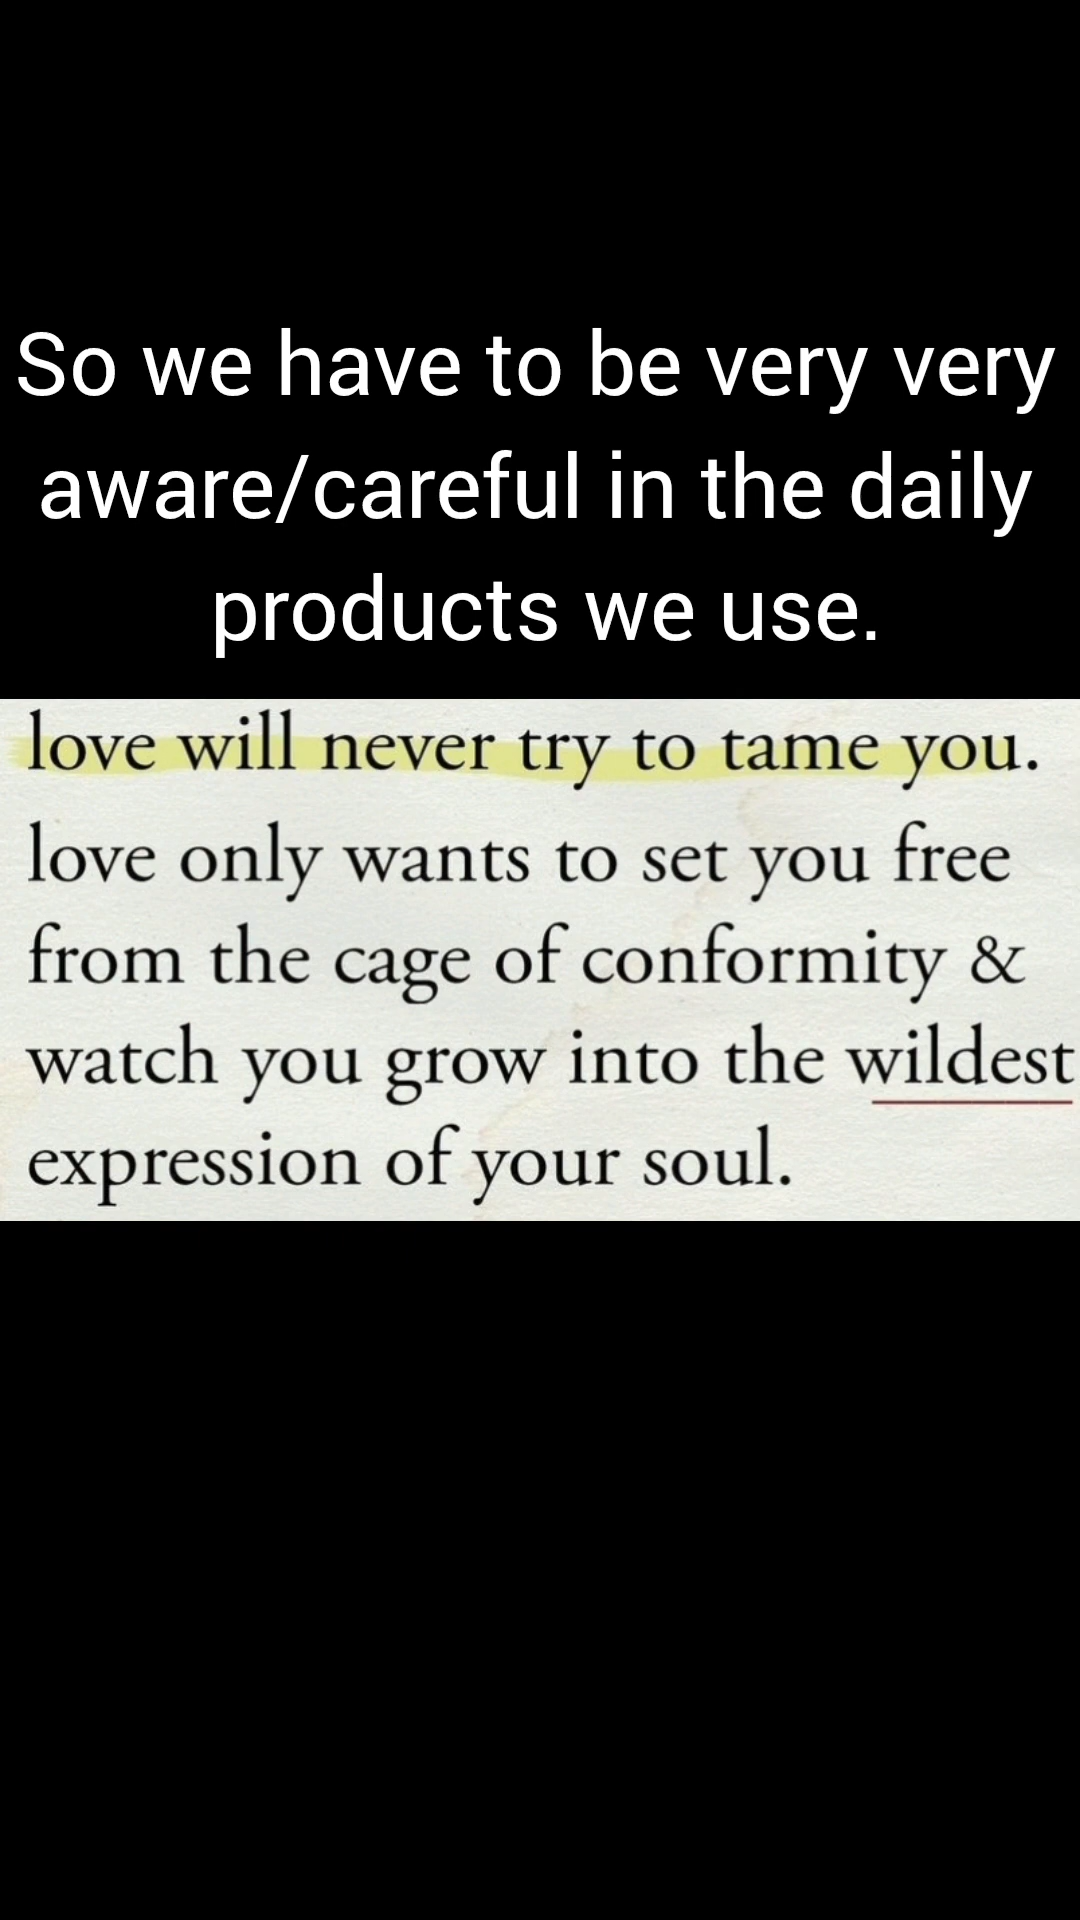 So we have to be very very
aware/careful in the daily
products we use.
love will never try to tame you.
love only wants to set you free
from the cage of conformity &
watch you grow into the wildest
expression of your soul.